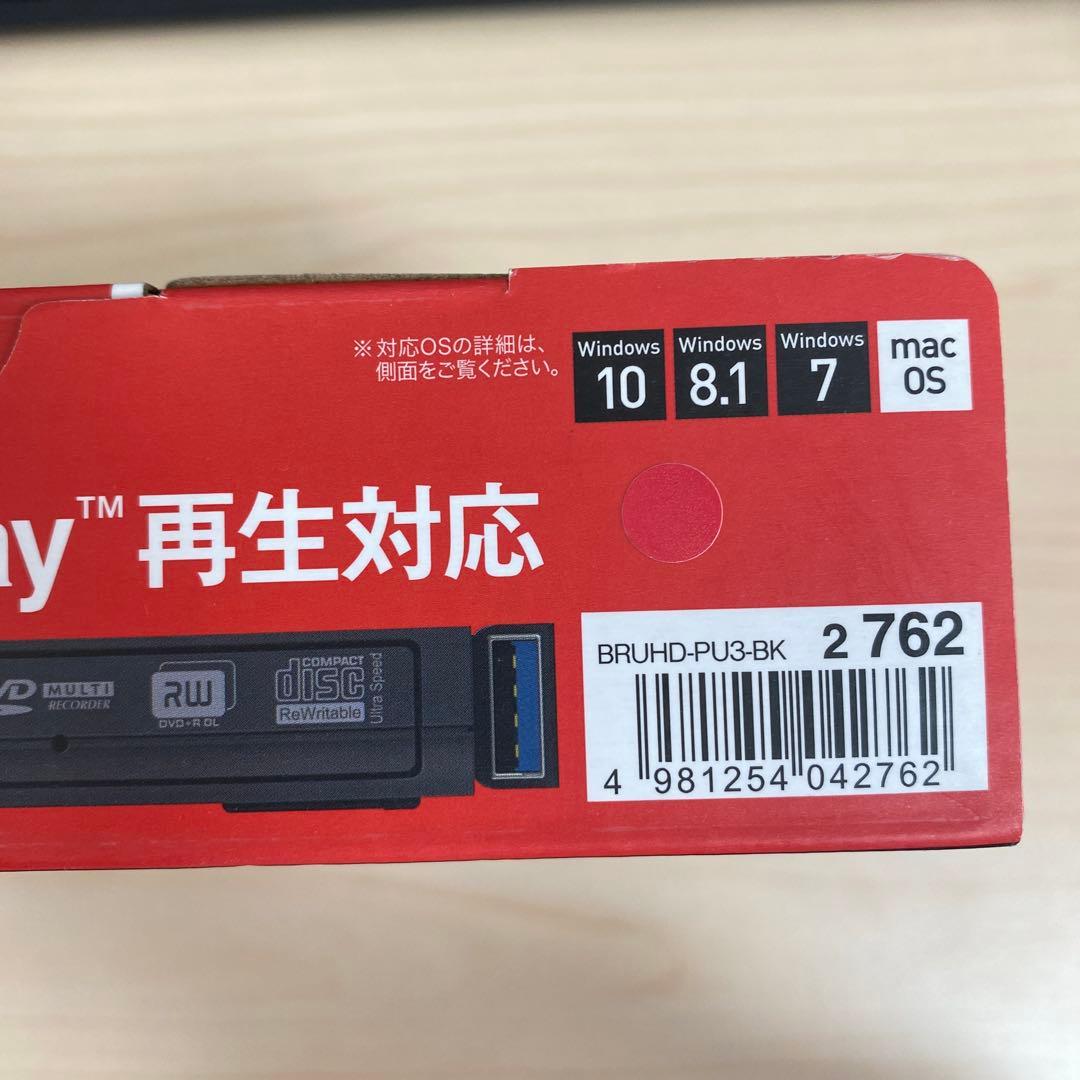 ※対応OSの詳細は、
側面をご覧ください。
Windows
10
Windows
8.1
Windows
7
mac
OS
ay™ 再生対応
MULTI
RECORDER
RW
DVD+R DL
COMPACT
disc
ReWritable
Ultra Speed
BRUHD-PU3-BK 2 762
4 981254 042762